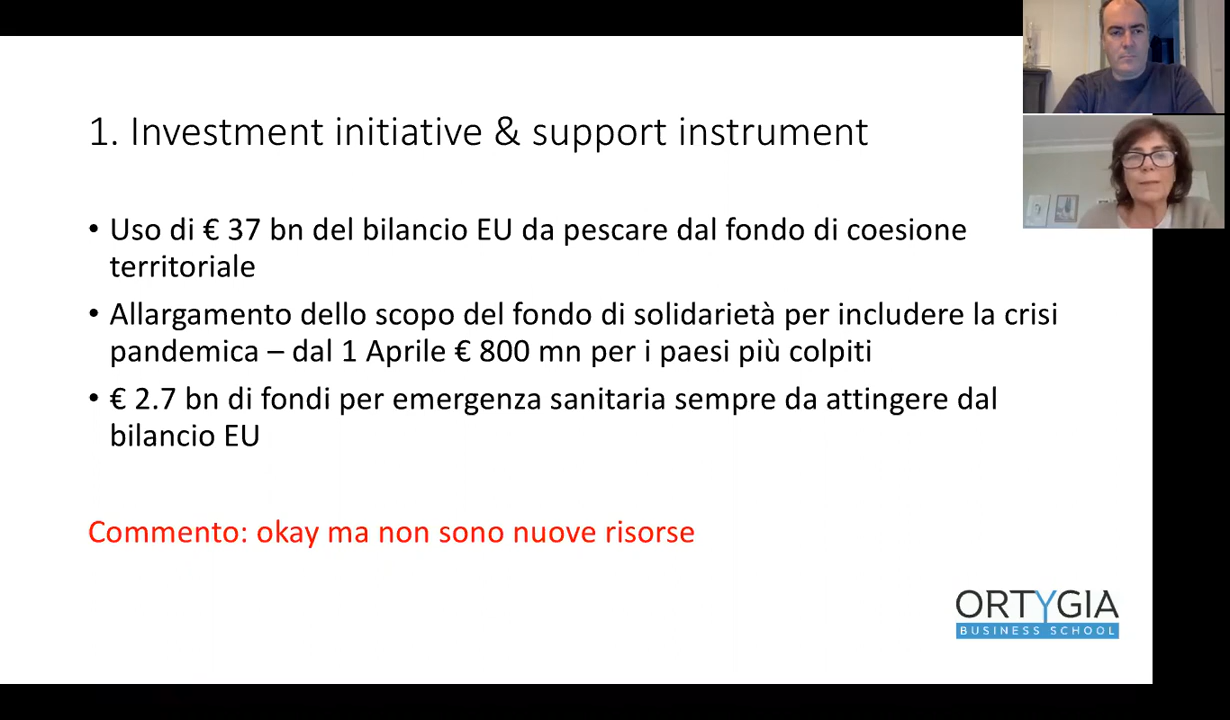 1. Investment initiative & support instrument
• Uso di € 37 bn del bilancio EU da pescare dal fondo di coesione
territoriale
• Allargamento dello scopo del fondo di solidarietà per includere la crisi
pandemica – dal 1 Aprile € 800 mn per i paesi più colpiti
• € 2.7 bn di fondi per emergenza sanitaria sempre da attingere dal
bilancio EU
Commento: okay ma non sono nuove risorse
ORTYGIA
BUSINESS SCHOOL